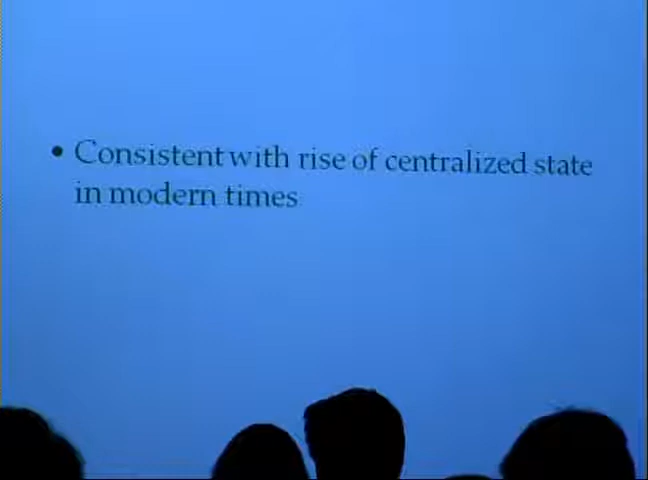 • Consistent with rise of centralized state
in modern times